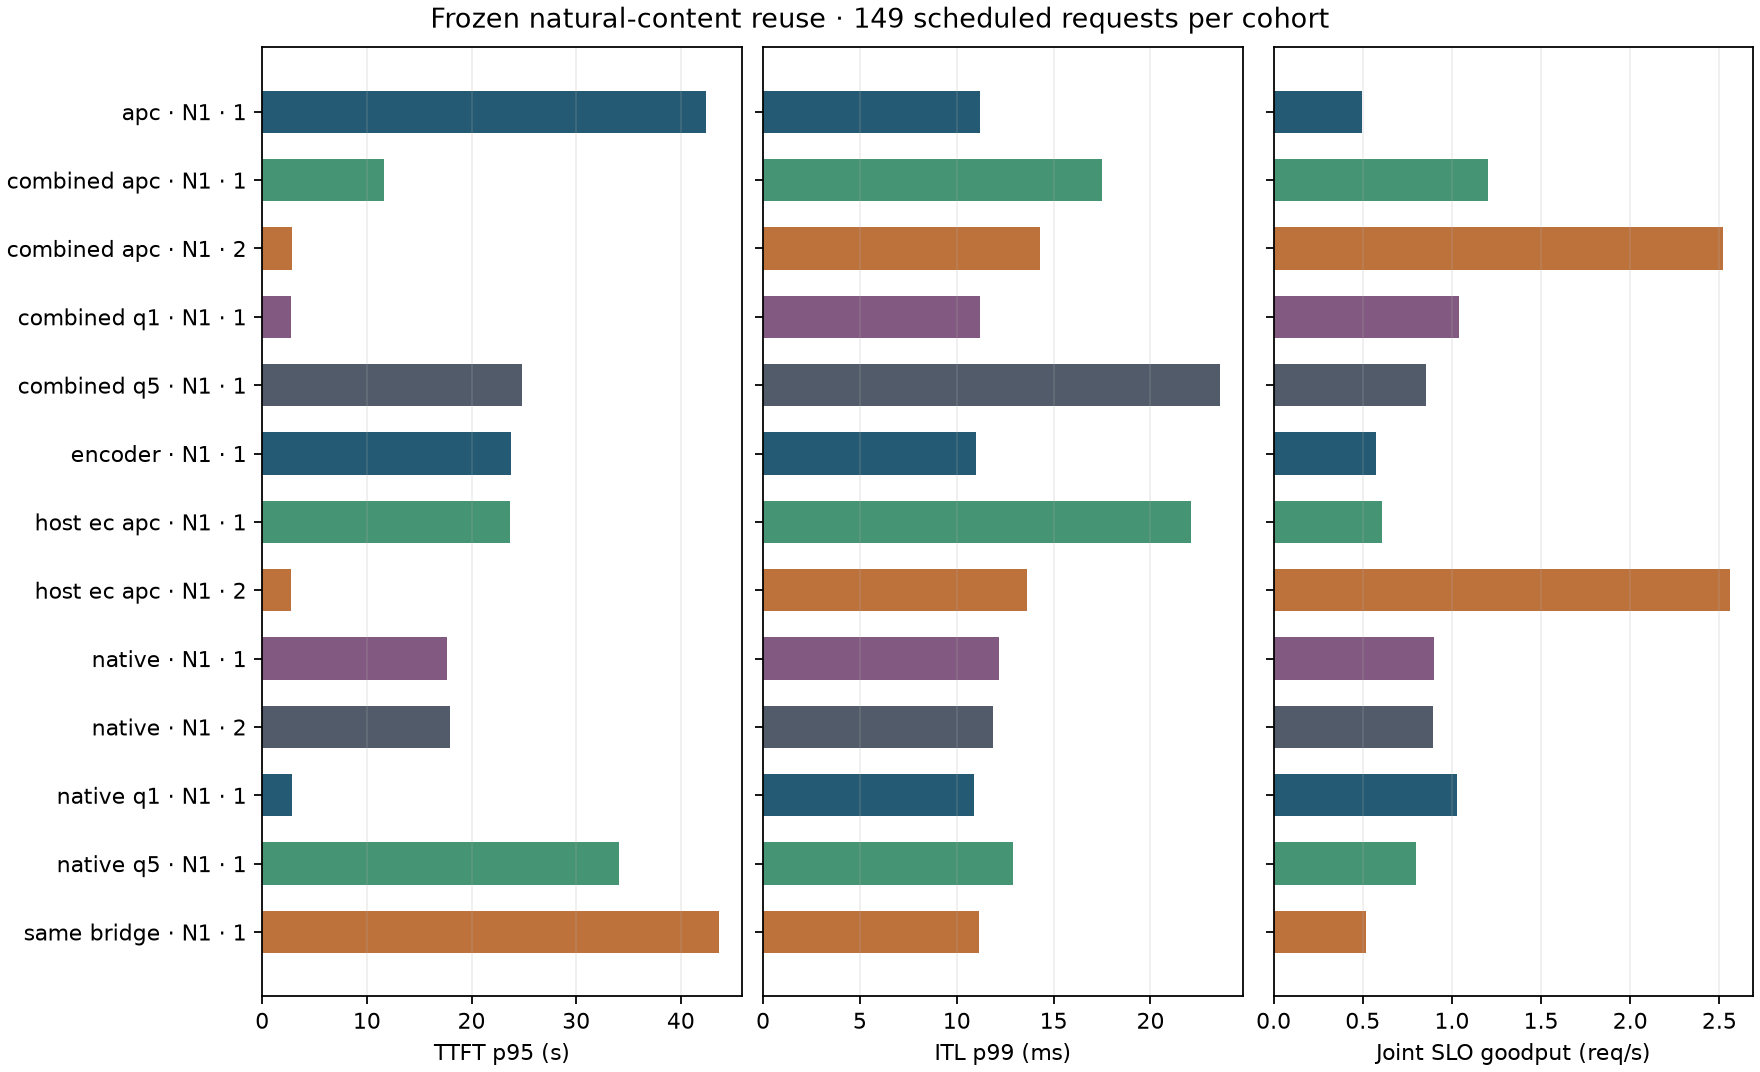 Frozen natural-content reuse · 149 scheduled requests per cohort
apc · N1 · 1
combined apc · N1 · 1
combined apc · N1 · 2
combined q1 · N1 · 1
combined q5 · N1 · 1
encoder · N1 · 1
host ec apc · N1 · 1
host ec apc · N1 · 2
native · N1 · 1
native · N1 · 2
native q1 · N1 · 1
native q5 · N1 · 1
same bridge · N1 · 1
0 10 20 30 40
TTFT p95 (s)
0 5 10 15 20
ITL p99 (ms)
0.0 0.5 1.0 1.5 2.0 2.5
Joint SLO goodput (req/s)